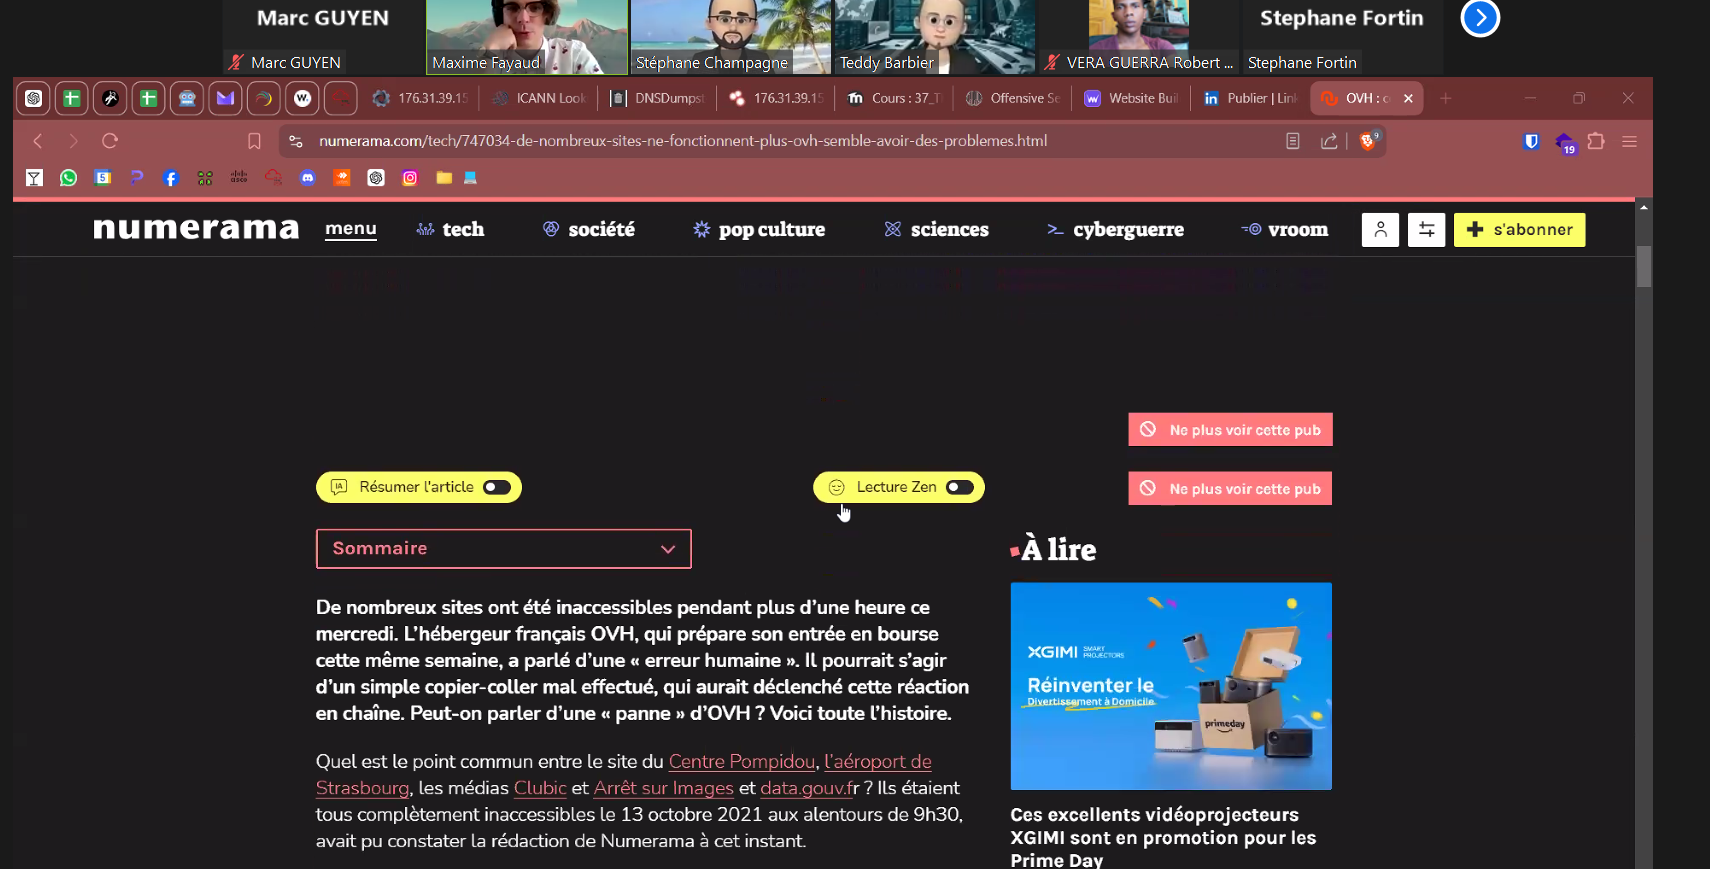 Marc GUYEN
Stephane Fortin
Marc GUYEN
Maxime Fayaud
Stéphane Champagne
Teddy Barbier
VERA GUERRA Robert ...
Stephane Fortin
176.31.39.15
ICANN Look
DNSDumpst
176.31.39.15
Cours : 37_T
Offensive Se
Website Buil
Publier | Link
OVH : c
numerama.com/tech/747034-de-nombreux-sites-ne-fonctionnent-plus-ovh-semble-avoir-des-problemes.html
9
19
5
cisco
numerama
menu
tech
société
pop culture
sciences
cyberguerre
vroom
s'abonner
Ne plus voir cette pub
IA Résumer l'article
Lecture Zen
Ne plus voir cette pub
Sommaire
De nombreux sites ont été inaccessibles pendant plus d’une heure ce
mercredi. L’hébergeur français OVH, qui prépare son entrée en bourse
cette même semaine, a parlé d’une « erreur humaine ». Il pourrait s’agir
d’un simple copier-coller mal effectué, qui aurait déclenché cette réaction
en chaîne. Peut-on parler d’une « panne » d’OVH ? Voici toute l’histoire.
Quel est le point commun entre le site du Centre Pompidou, l’aéroport de
Strasbourg, les médias Clubic et Arrêt sur Images et data.gouv.fr ? Ils étaient
tous complètement inaccessibles le 13 octobre 2021 aux alentours de 9h30,
avait pu constater la rédaction de Numerama à cet instant.
À lire
XGIMI SMART PROJECTORS
Réinventer le
Divertissement à Domicile
primeday
Ces excellents vidéoprojecteurs
XGIMI sont en promotion pour les
Prime Day